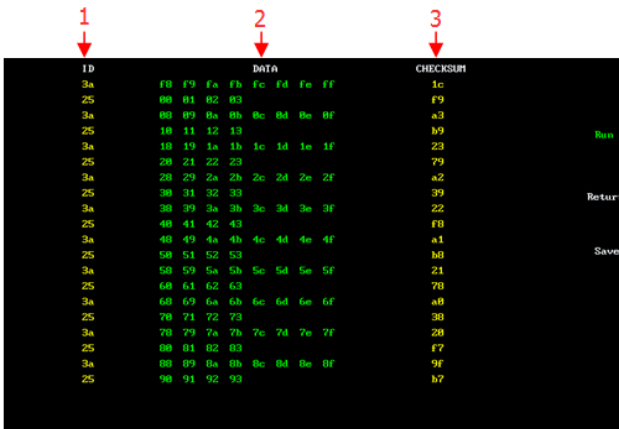 1 2 3
ID DATA CHECKSUM
3a f8 f9 fa fb fc fd fe ff 1c
25 00 01 02 03 f9
3a 08 09 0a 0b 0c 0d 0e 0f a3
25 10 11 12 13 b9
Run
3a 18 19 1a 1b 1c 1d 1e 1f 23
25 20 21 22 23 79
3a 28 29 2a 2b 2c 2d 2e 2f a2
25 30 31 32 33 39
Retur
3a 38 39 3a 3b 3c 3d 3e 3f 22
25 40 41 42 43 f8
3a 48 49 4a 4b 4c 4d 4e 4f a1
25 50 51 52 53 b8
Save
3a 58 59 5a 5b 5c 5d 5e 5f 21
25 60 61 62 63 78
3a 68 69 6a 6b 6c 6d 6e 6f a0
25 70 71 72 73 38
3a 78 79 7a 7b 7c 7d 7e 7f 20
25 80 81 82 83 f7
3a 88 89 8a 8b 8c 8d 8e 8f 9f
25 90 91 92 93 b7